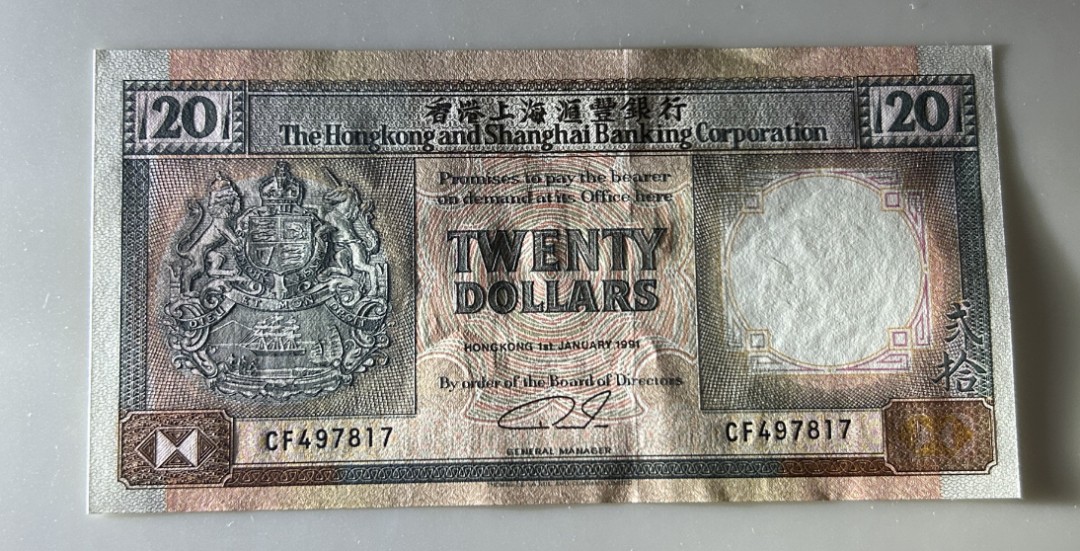 20
香港上海滙豐銀行
20
The Hongkong and Shanghai Banking Corporation
Promises to pay the bearer
on demand at its Office here
TWENTY
DOLLARS
HONGKONG 1st JANUARY 1991
By order of the Board of Directors
GENERAL MANAGER
CF497817
CF497817
貳拾